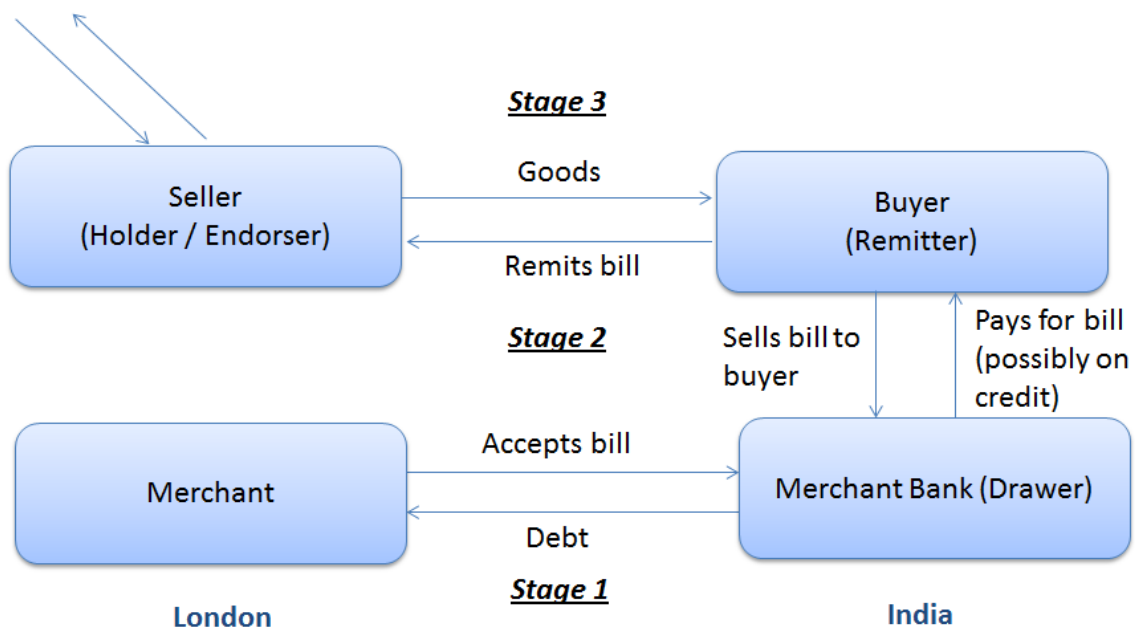 Stage 3
Goods
Seller
(Holder / Endorser)
Buyer
(Remitter)
Remits bill
Stage 2
Sells bill to
buyer
Pays for bill
(possibly on
credit)
Accepts bill
Merchant
Merchant Bank (Drawer)
Debt
Stage 1
London
India